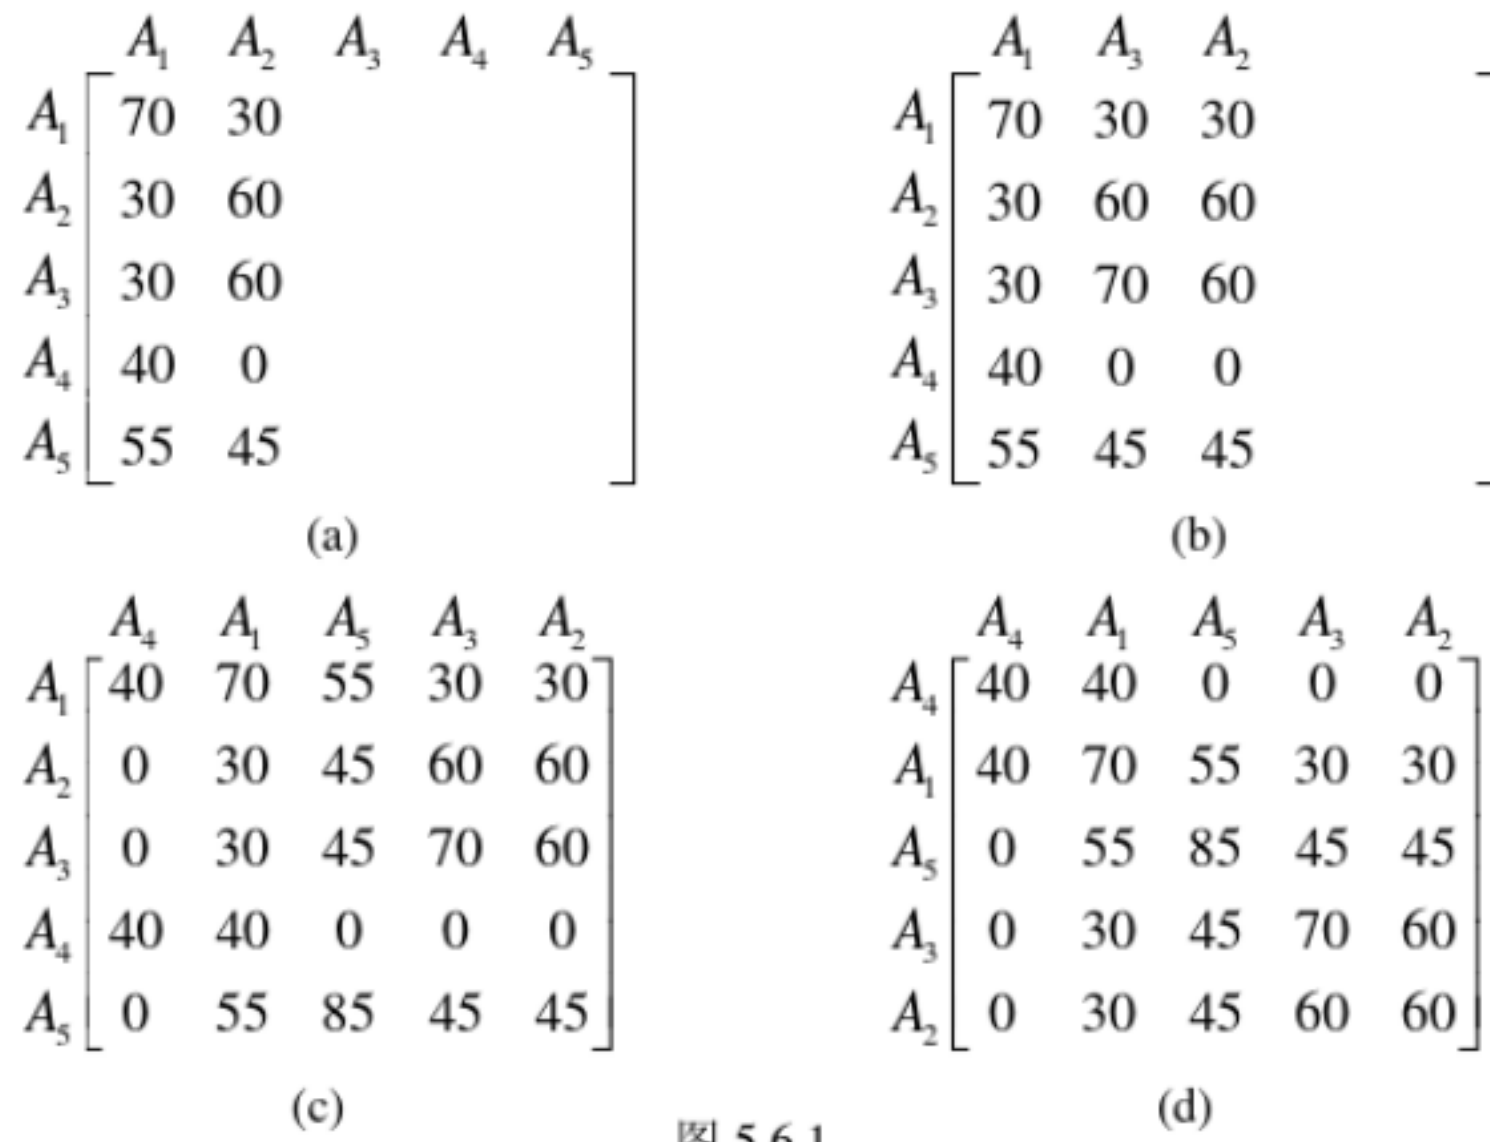 A₁ A₂ A₃ A₄ A₅
A₁ 70 30
A₂ 30 60
A₃ 30 60
A₄ 40 0
A₅ 55 45
(a)
A₁ A₃ A₂
A₁ 70 30 30
A₂ 30 60 60
A₃ 30 70 60
A₄ 40 0 0
A₅ 55 45 45
(b)
A₄ A₁ A₅ A₃ A₂
A₁ 40 70 55 30 30
A₂ 0 30 45 60 60
A₃ 0 30 45 70 60
A₄ 40 40 0 0 0
A₅ 0 55 85 45 45
(c)
A₄ A₁ A₅ A₃ A₂
A₄ 40 40 0 0 0
A₁ 40 70 55 30 30
A₅ 0 55 85 45 45
A₃ 0 30 45 70 60
A₂ 0 30 45 60 60
(d)
图 5.6.1